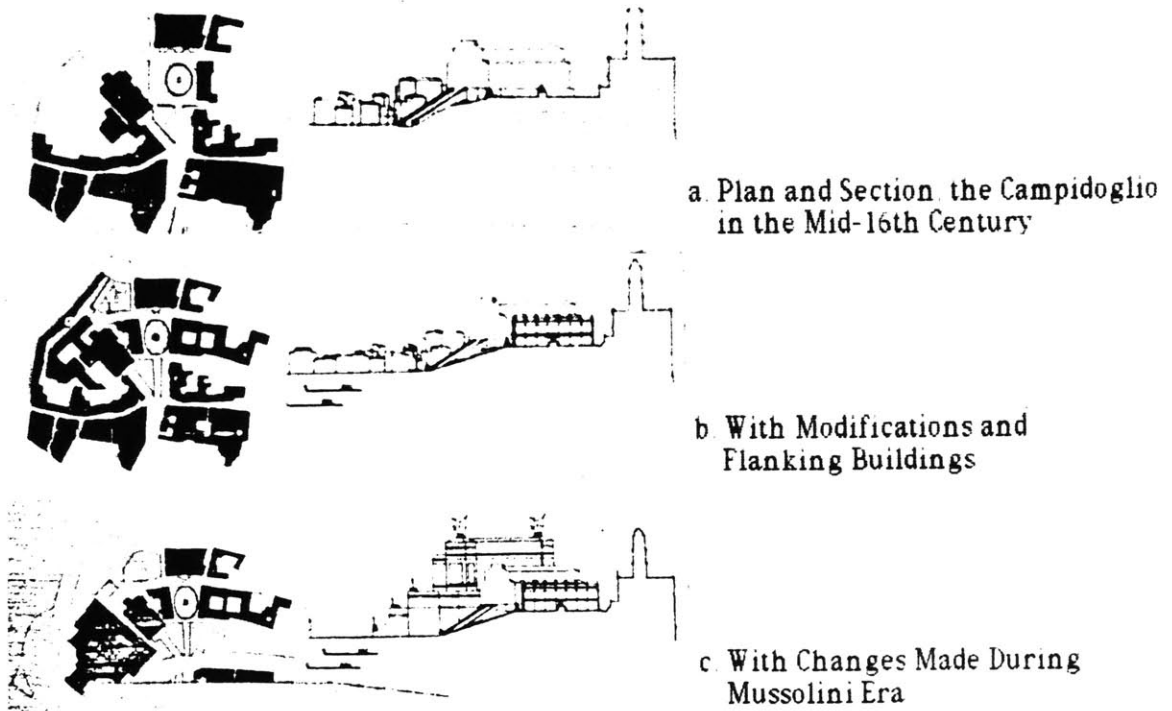 a. Plan and Section, the Campidoglio
in the Mid-16th Century
b. With Modifications and
Flanking Buildings
c. With Changes Made During
Mussolini Era